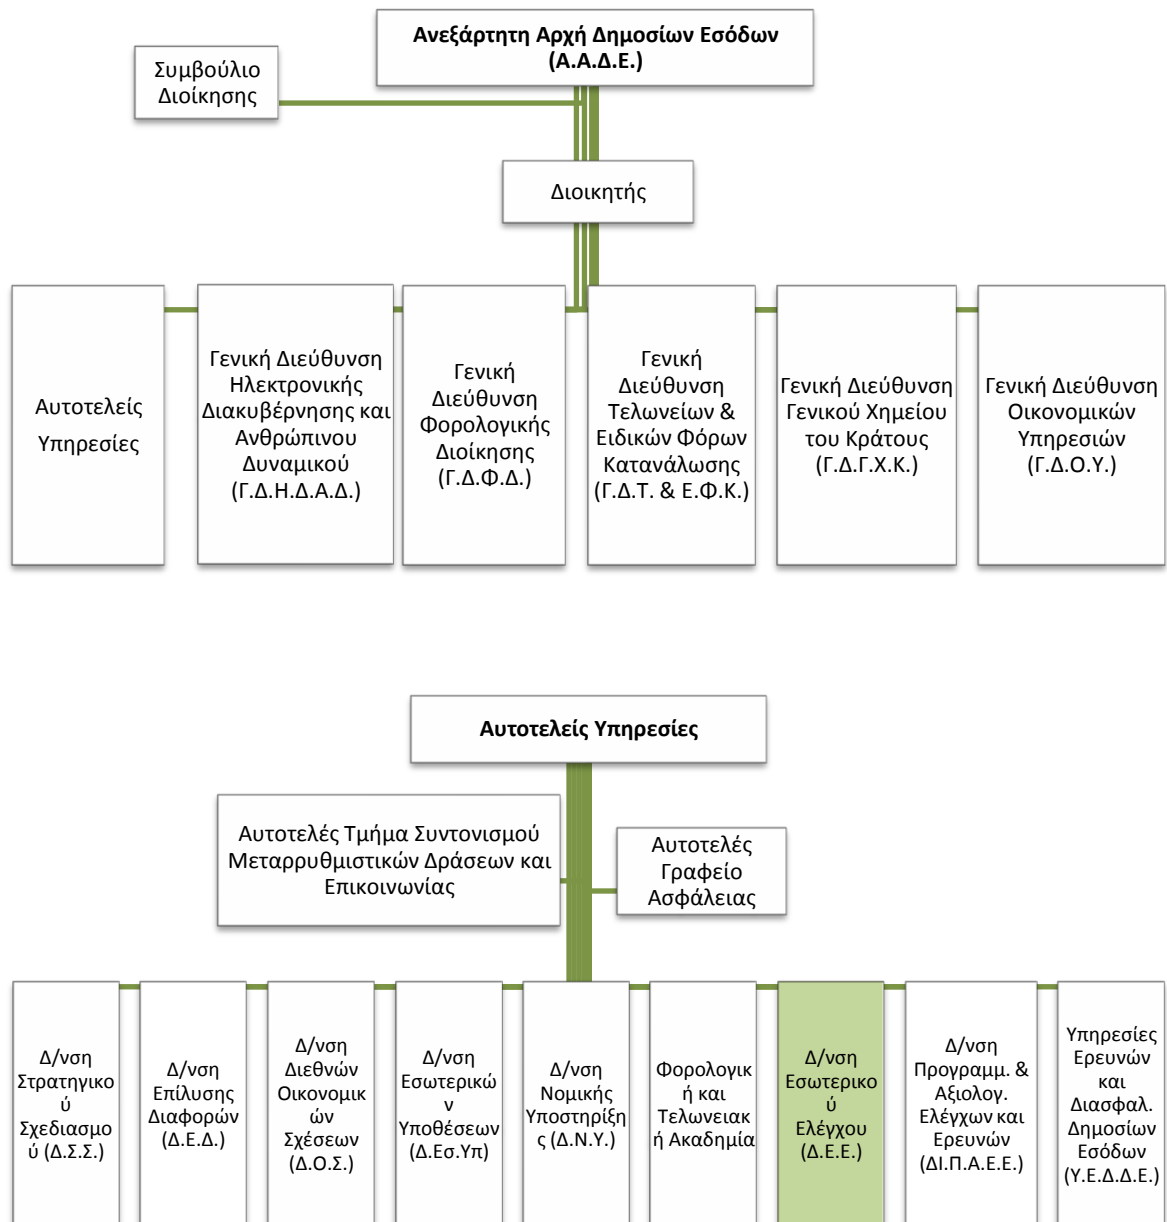 Ανεξάρτητη Αρχή Δημοσίων Εσόδων
(Α.Α.Δ.Ε.)
Συμβούλιο
Διοίκησης
Διοικητής
Αυτοτελείς
Υπηρεσίες
Γενική Διεύθυνση
Ηλεκτρονικής
Διακυβέρνησης και
Ανθρώπινου
Δυναμικού
(Γ.Δ.Η.Δ.Α.Δ.)
Γενική
Διεύθυνση
Φορολογικής
Διοίκησης
(Γ.Δ.Φ.Δ.)
Γενική
Διεύθυνση
Τελωνείων &
Ειδικών Φόρων
Κατανάλωσης
(Γ.Δ.Τ. & Ε.Φ.Κ.)
Γενική Διεύθυνση
Γενικού Χημείου
του Κράτους
(Γ.Δ.Γ.Χ.Κ.)
Γενική Διεύθυνση
Οικονομικών
Υπηρεσιών
(Γ.Δ.Ο.Υ.)
Αυτοτελείς Υπηρεσίες
Αυτοτελές Τμήμα Συντονισμού
Μεταρρυθμιστικών Δράσεων και
Επικοινωνίας
Αυτοτελές
Γραφείο
Ασφάλειας
Δ/νση
Στρατηγικο
ύ
Σχεδιασμο
ύ (Δ.Σ.Σ.)
Δ/νση
Επίλυσης
Διαφορών
(Δ.Ε.Δ.)
Δ/νση
Διεθνών
Οικονομικ
ών
Σχέσεων
(Δ.Ο.Σ.)
Δ/νση
Εσωτερικώ
ν
Υποθέσεων
(Δ.Εσ.Υπ)
Δ/νση
Νομικής
Υποστηρίξη
ς (Δ.Ν.Υ.)
Φορολογικ
ή και
Τελωνειακ
ή Ακαδημία
Δ/νση
Εσωτερικο
ύ
Ελέγχου
(Δ.Ε.Ε.)
Δ/νση
Προγραμμ. &
Αξιολογ.
Ελέγχων και
Ερευνών
(ΔΙ.Π.Α.Ε.Ε.)
Υπηρεσίες
Ερευνών
και
Διασφαλ.
Δημοσίων
Εσόδων
(Υ.Ε.Δ.Δ.Ε.)